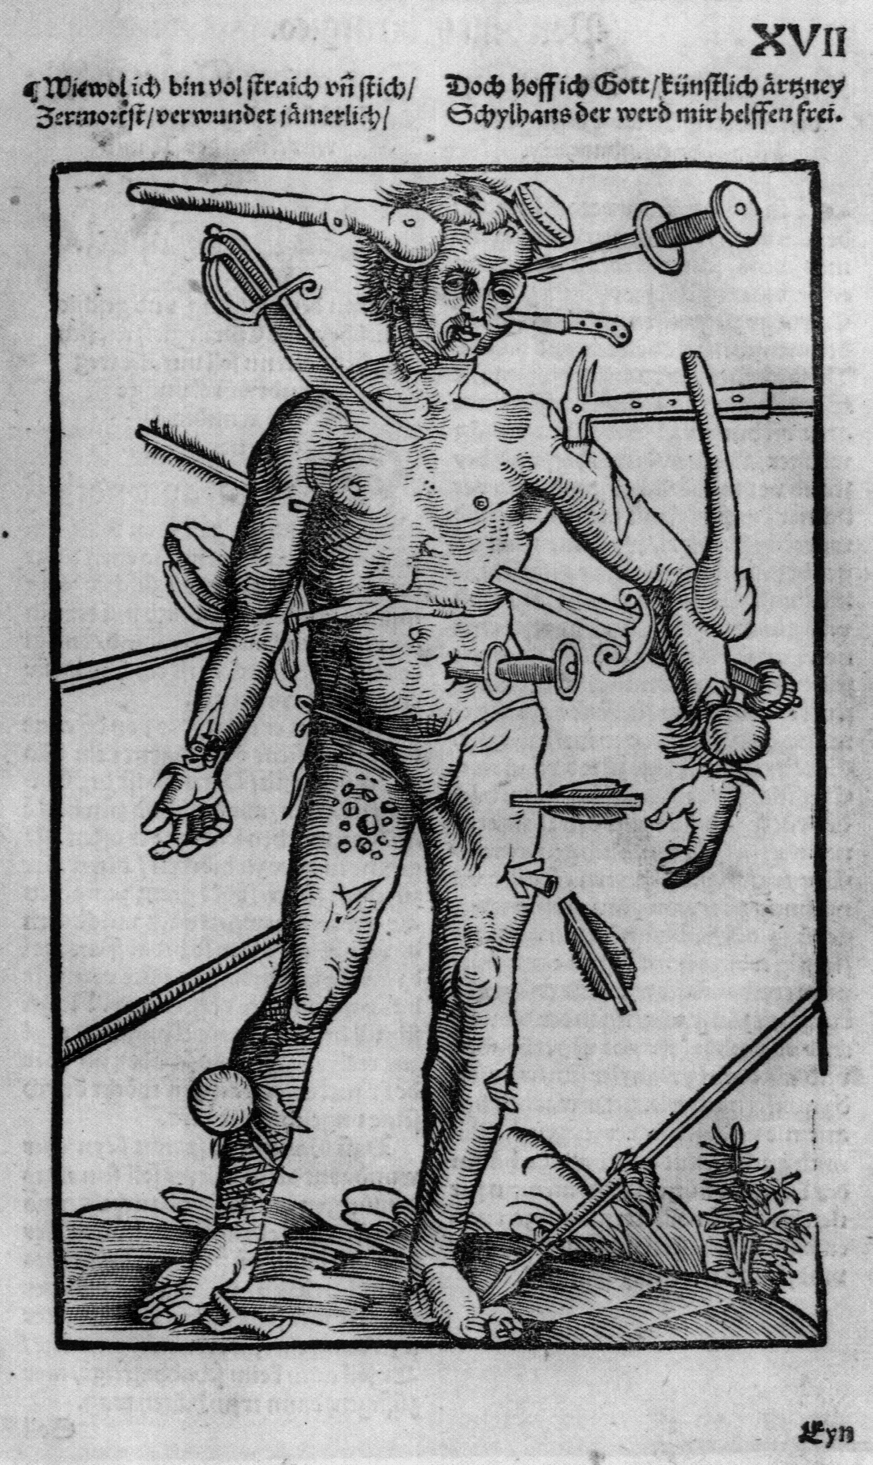 XVII
¶ Wiewol ich bin vol straich vñ stich/
Zermorst/verwundet jämerlich/
Doch hoff ich Gott/künstlich ärtzney
Schylhans der werd mir helffen frei.
Eyn